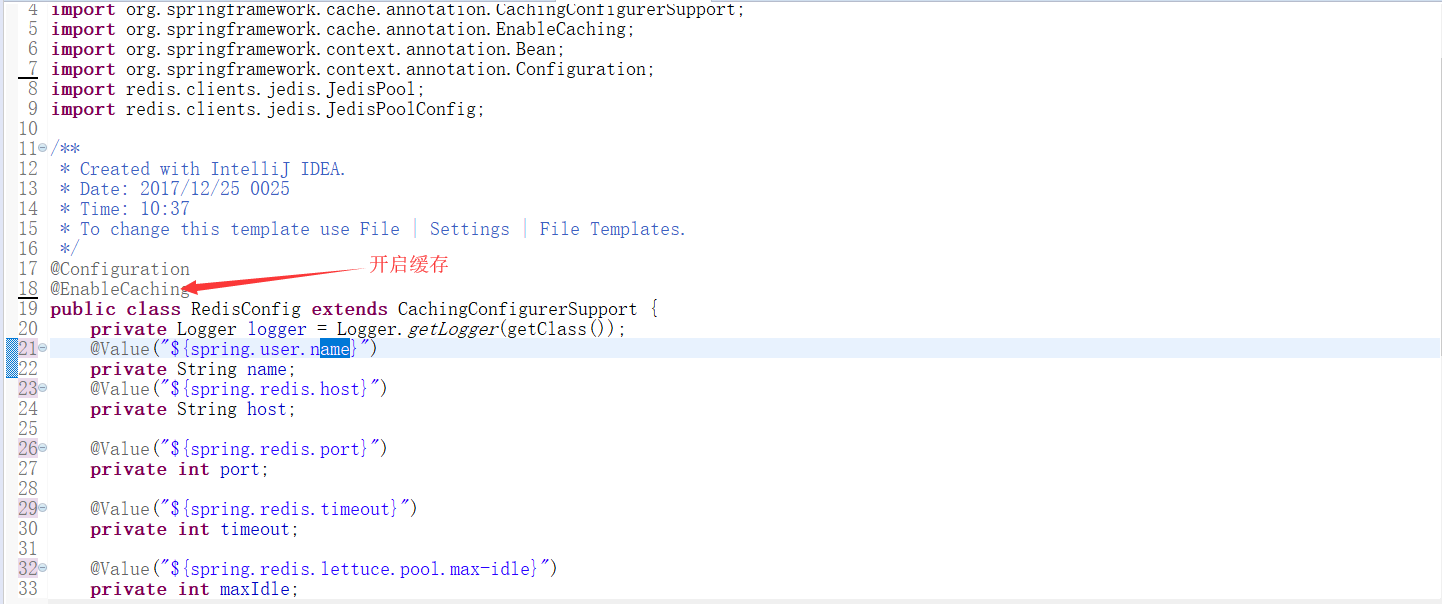 4 import org.springframework.cache.annotation.CachingConfigurerSupport;
5 import org.springframework.cache.annotation.EnableCaching;
6 import org.springframework.context.annotation.Bean;
7 import org.springframework.context.annotation.Configuration;
8 import redis.clients.jedis.JedisPool;
9 import redis.clients.jedis.JedisPoolConfig;
10
11 /**
12 * Created with IntelliJ IDEA.
13 * Date: 2017/12/25 0025
14 * Time: 10:37
15 * To change this template use File | Settings | File Templates.
16 */
开启缓存
17 @Configuration
18 @EnableCaching
19 public class RedisConfig extends CachingConfigurerSupport {
20 private Logger logger = Logger.getLogger(getClass());
21 @Value("${spring.user.name}")
22 private String name;
23 @Value("${spring.redis.host}")
24 private String host;
25
26 @Value("${spring.redis.port}")
27 private int port;
28
29 @Value("${spring.redis.timeout}")
30 private int timeout;
31
32 @Value("${spring.redis.lettuce.pool.max-idle}")
33 private int maxIdle;